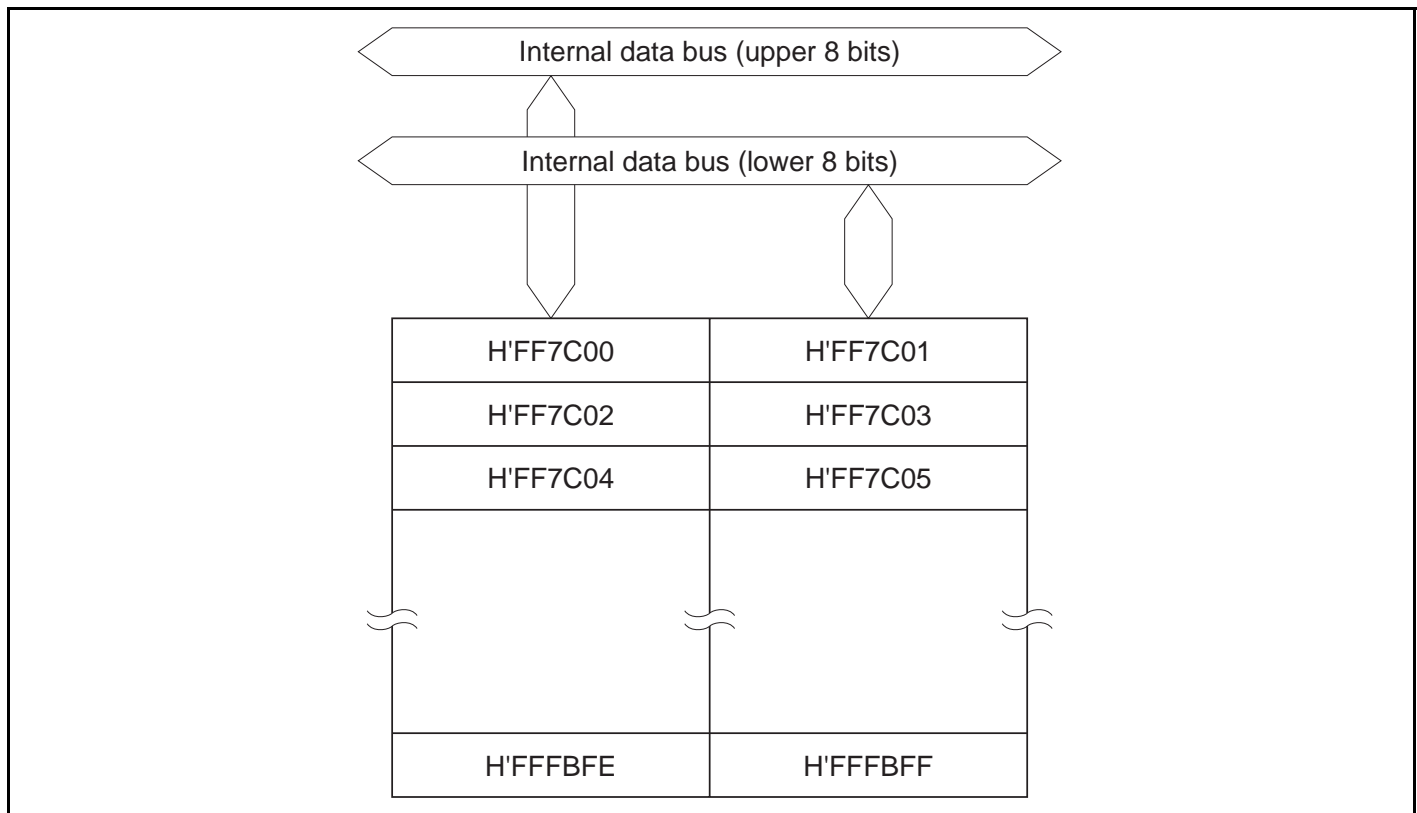 Internal data bus (upper 8 bits)
Internal data bus (lower 8 bits)
H'FF7C00 H'FF7C01
H'FF7C02 H'FF7C03
H'FF7C04 H'FF7C05
H'FFFBFE H'FFFBFF